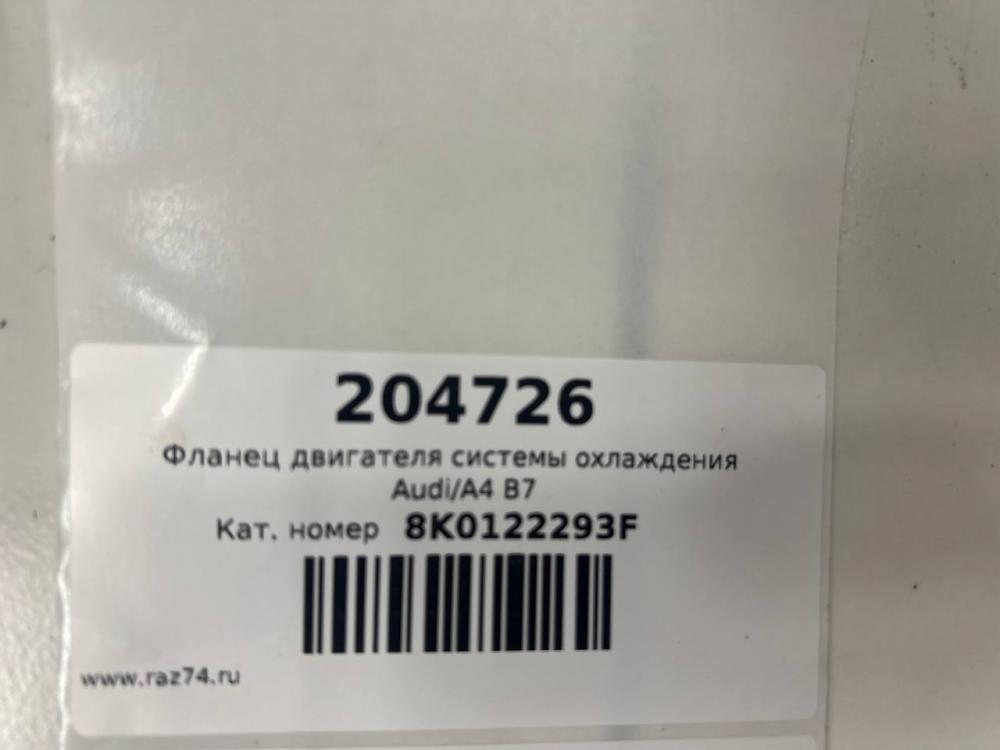 204726
Фланец двигателя системы охлаждения
Audi/A4 B7
Кат. номер 8K0122293F
www.raz74.ru